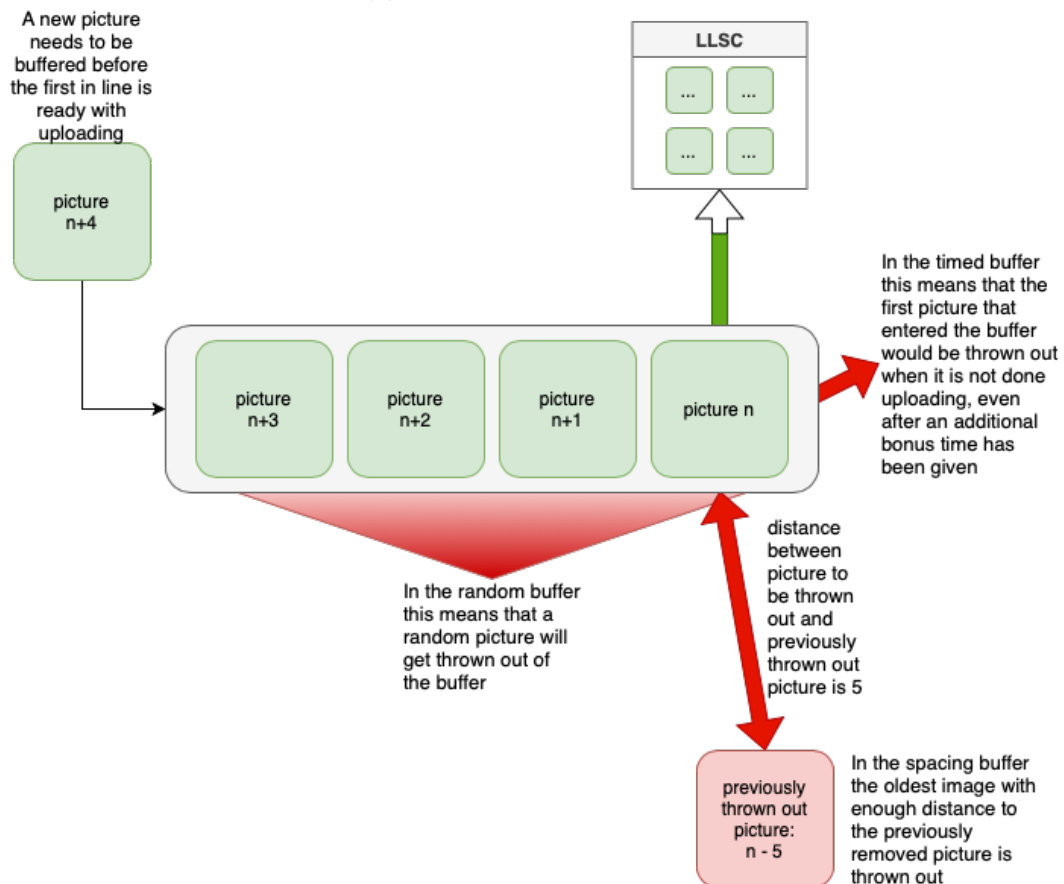 A new picture
needs to be
buffered before
the first in line is
ready with
uploading
picture
n+4
LLSC
...
...
...
...
In the timed buffer
this means that the
first picture that
entered the buffer
would be thrown out
when it is not done
uploading, even
after an additional
bonus time has
been given
picture
n+3
picture
n+2
picture
n+1
picture n
In the random buffer
this means that a
random picture will
get thrown out of
the buffer
distance
between
picture to
be thrown
out and
previously
thrown out
picture is 5
previously
thrown out
picture:
n - 5
In the spacing buffer
the oldest image with
enough distance to
the previously
removed picture is
thrown out